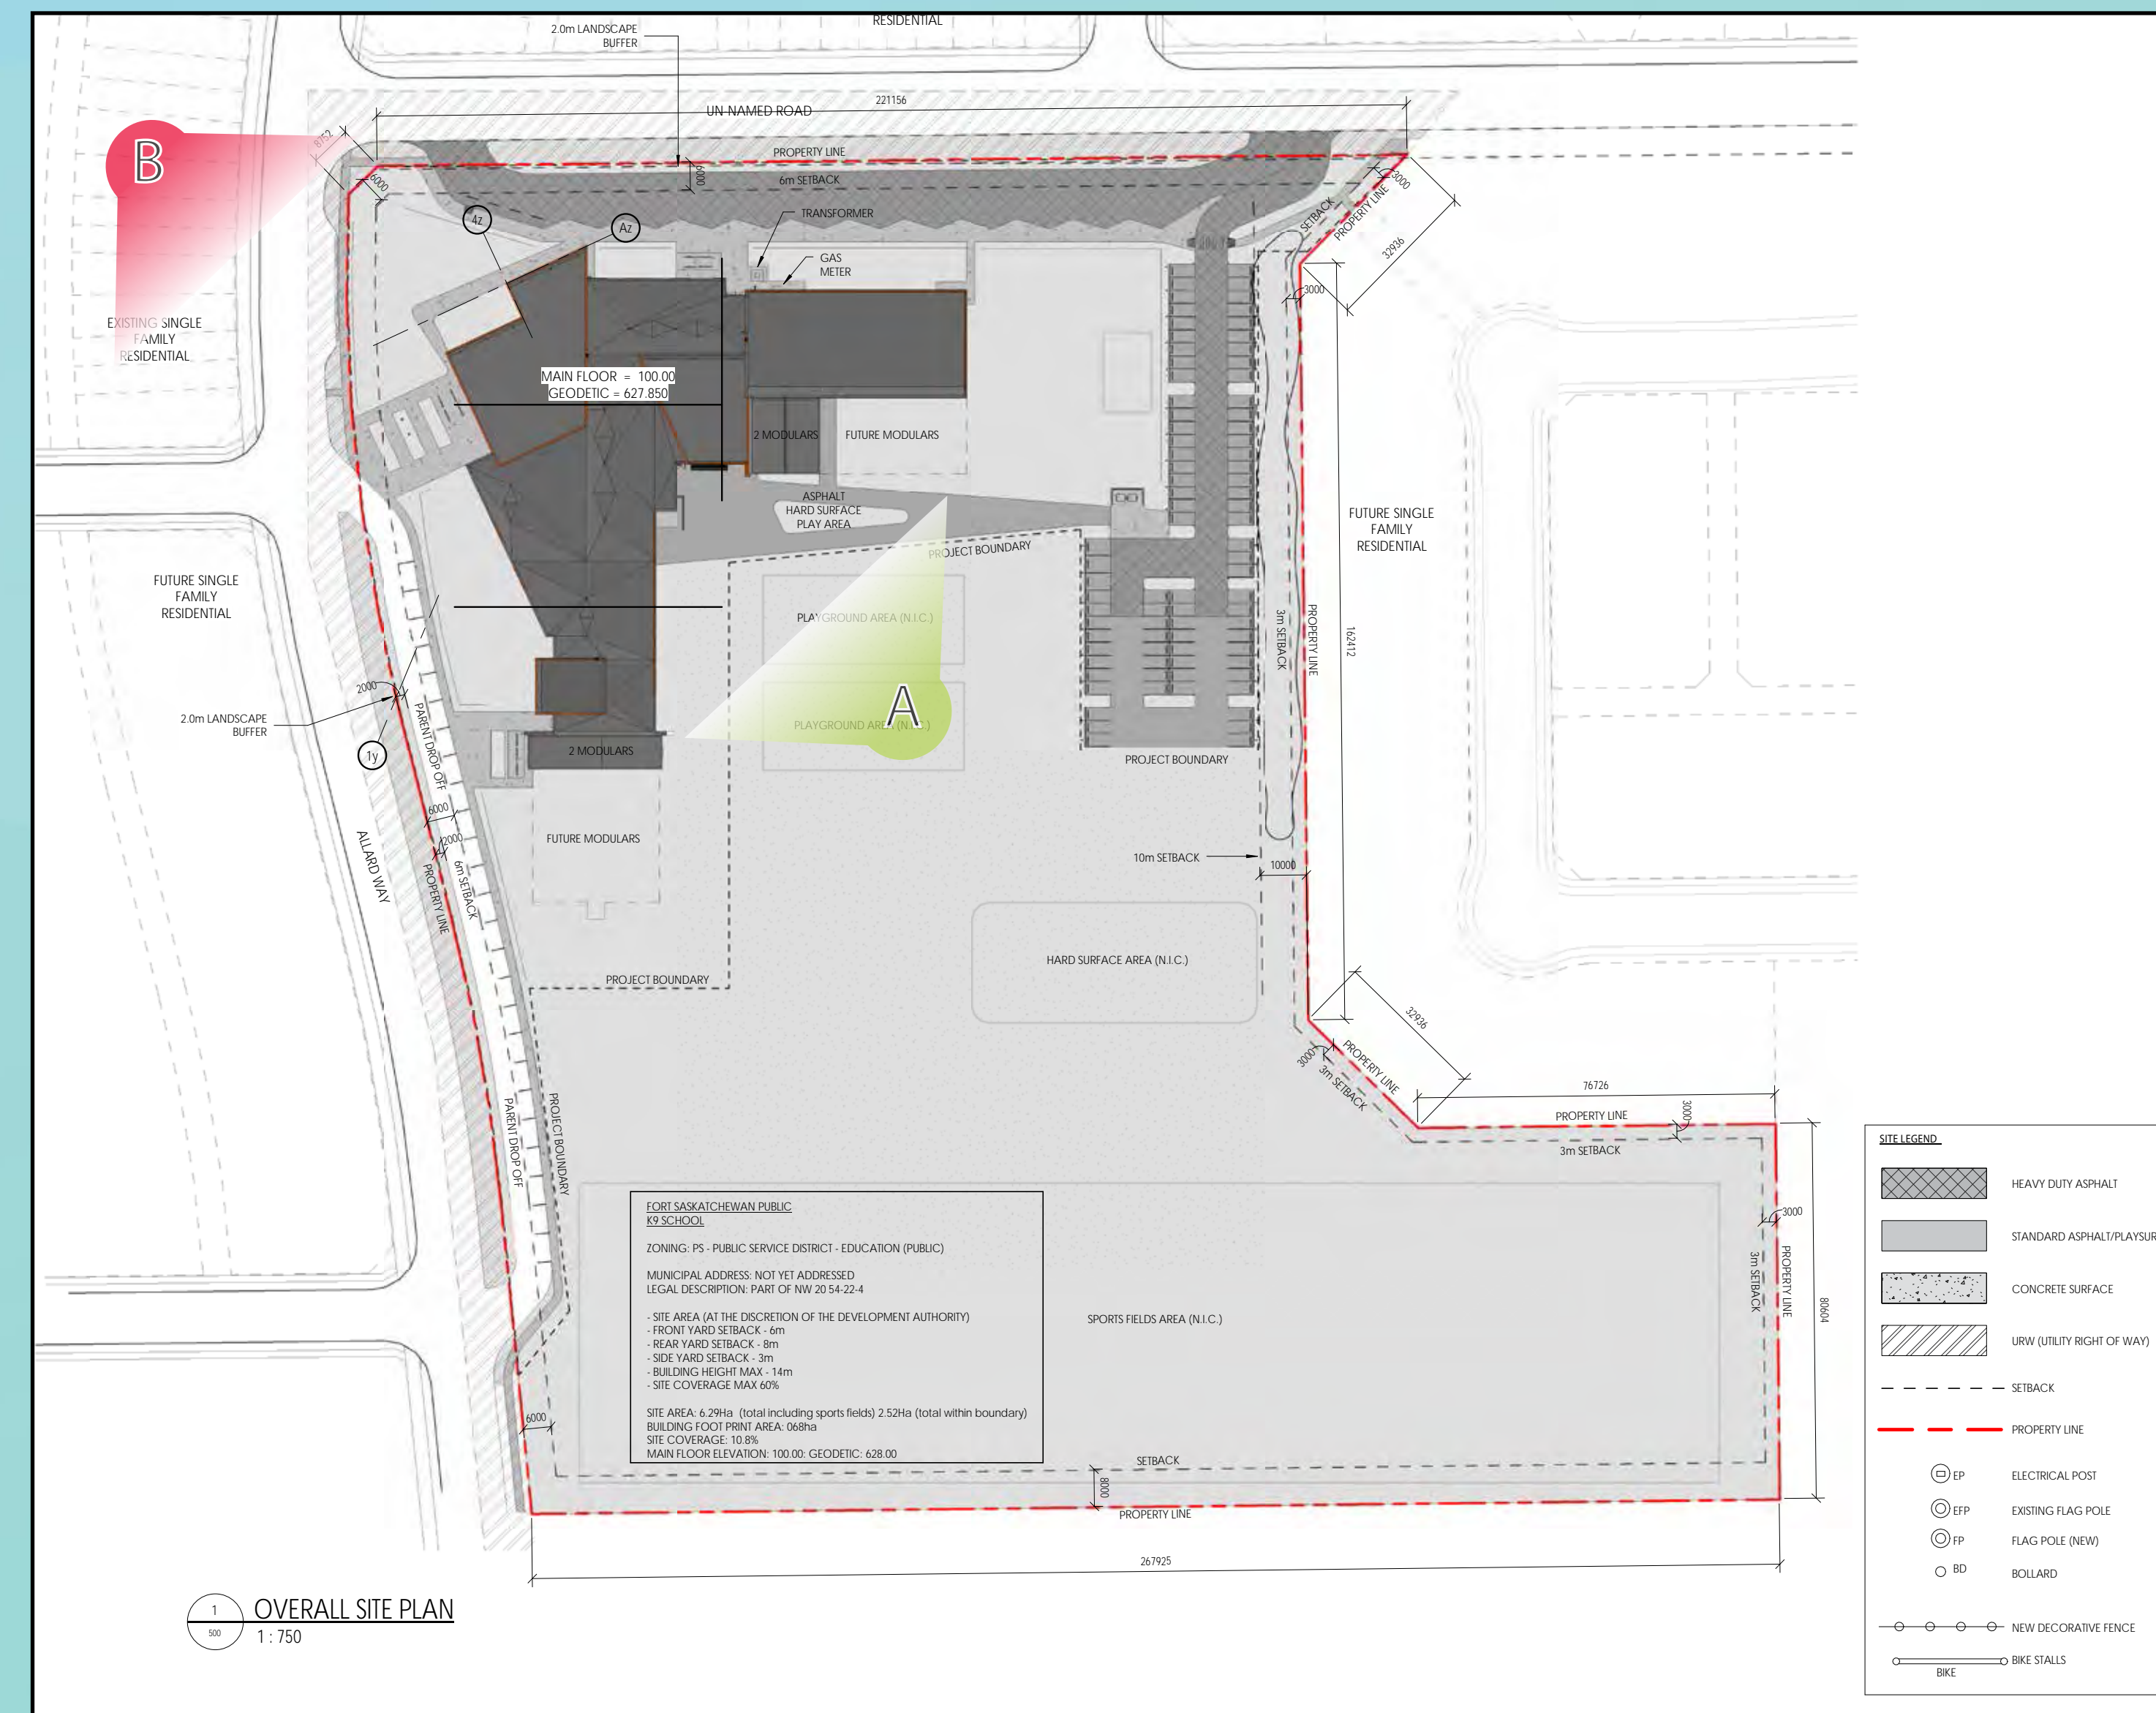 RESIDENTIAL
2.0m LANDSCAPE
BUFFER
221156
UN-NAMED ROAD
8752
B
PROPERTY LINE
6000
6000
6m SETBACK
3000
SETBACK
PROPERTY LINE
32936
4z
Az
TRANSFORMER
GAS
METER
3000
EXISTING SINGLE
FAMILY
RESIDENTIAL
MAIN FLOOR = 100.00
GEODETIC = 627.850
2 MODULARS
FUTURE MODULARS
ASPHALT
HARD SURFACE
PLAY AREA
PROJECT BOUNDARY
FUTURE SINGLE
FAMILY
RESIDENTIAL
FUTURE SINGLE
FAMILY
RESIDENTIAL
PLAYGROUND AREA (N.I.C.)
3m SETBACK
PROPERTY LINE
162412
2000
2.0m LANDSCAPE
BUFFER
1y
PARENT DROP OFF
A
PLAYGROUND AREA (N.I.C.)
2 MODULARS
PROJECT BOUNDARY
6000
2000
ALLARD WAY
PROPERTY LINE
6m SETBACK
FUTURE MODULARS
10m SETBACK
10000
HARD SURFACE AREA (N.I.C.)
PROJECT BOUNDARY
32936
3000
PROPERTY LINE
3m SETBACK
76726
PROPERTY LINE
3000
3m SETBACK
PARENT DROP OFF
PROJECT BOUNDARY
3000
3m SETBACK
PROPERTY LINE
80604
FORT SASKATCHEWAN PUBLIC
K9 SCHOOL
ZONING: PS - PUBLIC SERVICE DISTRICT - EDUCATION (PUBLIC)
MUNICIPAL ADDRESS: NOT YET ADDRESSED
LEGAL DESCRIPTION: PART OF NW 20 54-22-4
- SITE AREA (AT THE DISCRETION OF THE DEVELOPMENT AUTHORITY)
- FRONT YARD SETBACK - 6m
- REAR YARD SETBACK - 8m
- SIDE YARD SETBACK - 3m
- BUILDING HEIGHT MAX - 14m
- SITE COVERAGE MAX 60%
SITE AREA: 6.29Ha (total including sports fields) 2.52Ha (total within boundary)
BUILDING FOOT PRINT AREA: 068ha
SITE COVERAGE: 10.8%
MAIN FLOOR ELEVATION: 100.00: GEODETIC: 628.00
SPORTS FIELDS AREA (N.I.C.)
6000
SETBACK
8000
PROPERTY LINE
267925
1
500
OVERALL SITE PLAN
1 : 750
SITE LEGEND
HEAVY DUTY ASPHALT
STANDARD ASPHALT/PLAYSUR
CONCRETE SURFACE
URW (UTILITY RIGHT OF WAY)
SETBACK
PROPERTY LINE
EP ELECTRICAL POST
EFP EXISTING FLAG POLE
FP FLAG POLE (NEW)
BD BOLLARD
NEW DECORATIVE FENCE
BIKE STALLS
BIKE